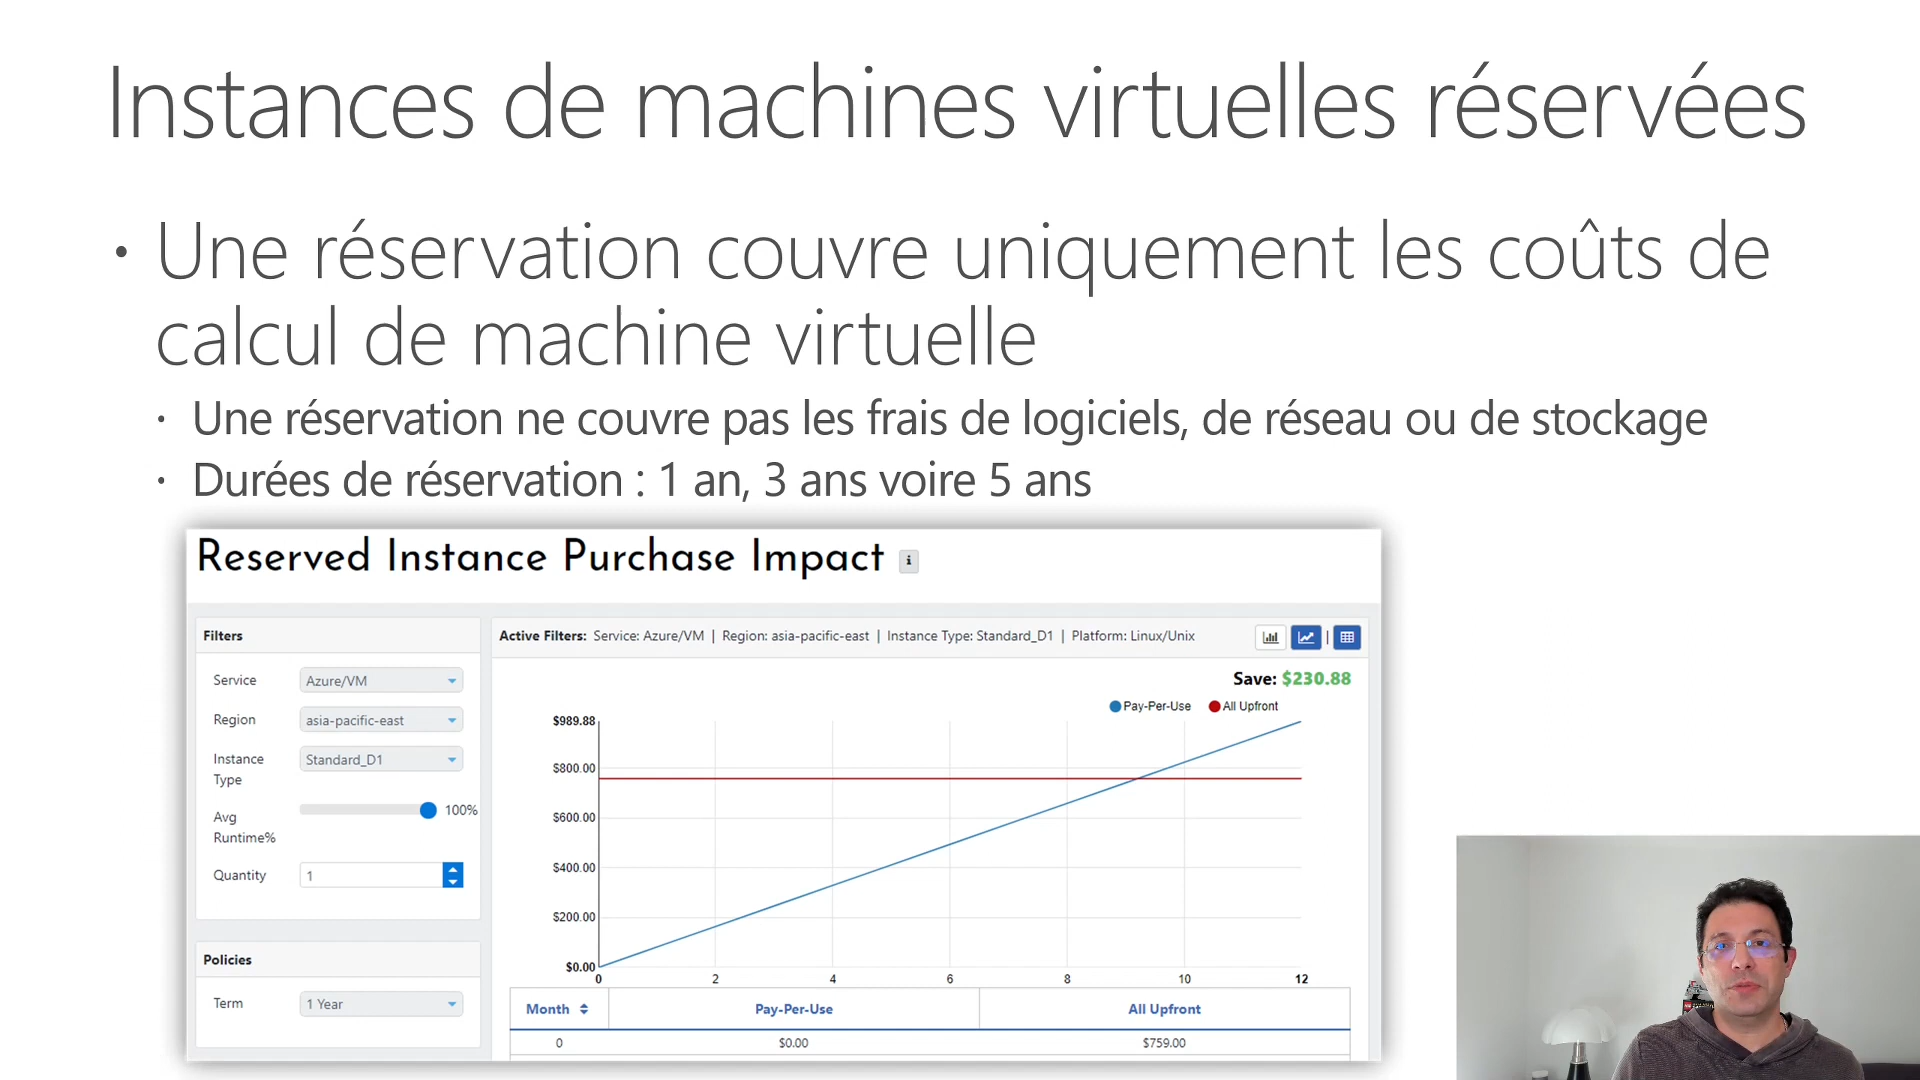 Instances de machines virtuelles réservées
• Une réservation couvre uniquement les coûts de
calcul de machine virtuelle
• Une réservation ne couvre pas les frais de logiciels, de réseau ou de stockage
• Durées de réservation : 1 an, 3 ans voire 5 ans
Reserved Instance Purchase Impact i
Filters
Service Azure/VM
Region asia-pacific-east
Instance
Type
Standard_D1
Avg
Runtime%
100%
Quantity 1
Policies
Term 1 Year
Active Filters: Service: Azure/VM | Region: asia-pacific-east | Instance Type: Standard_D1 | Platform: Linux/Unix
Save: $230.88
Pay-Per-Use All Upfront
$989.88
$800.00
$600.00
$400.00
$200.00
$0.00
0 2 4 6 8 10 12
Month Pay-Per-Use All Upfront
0 $0.00 $759.00